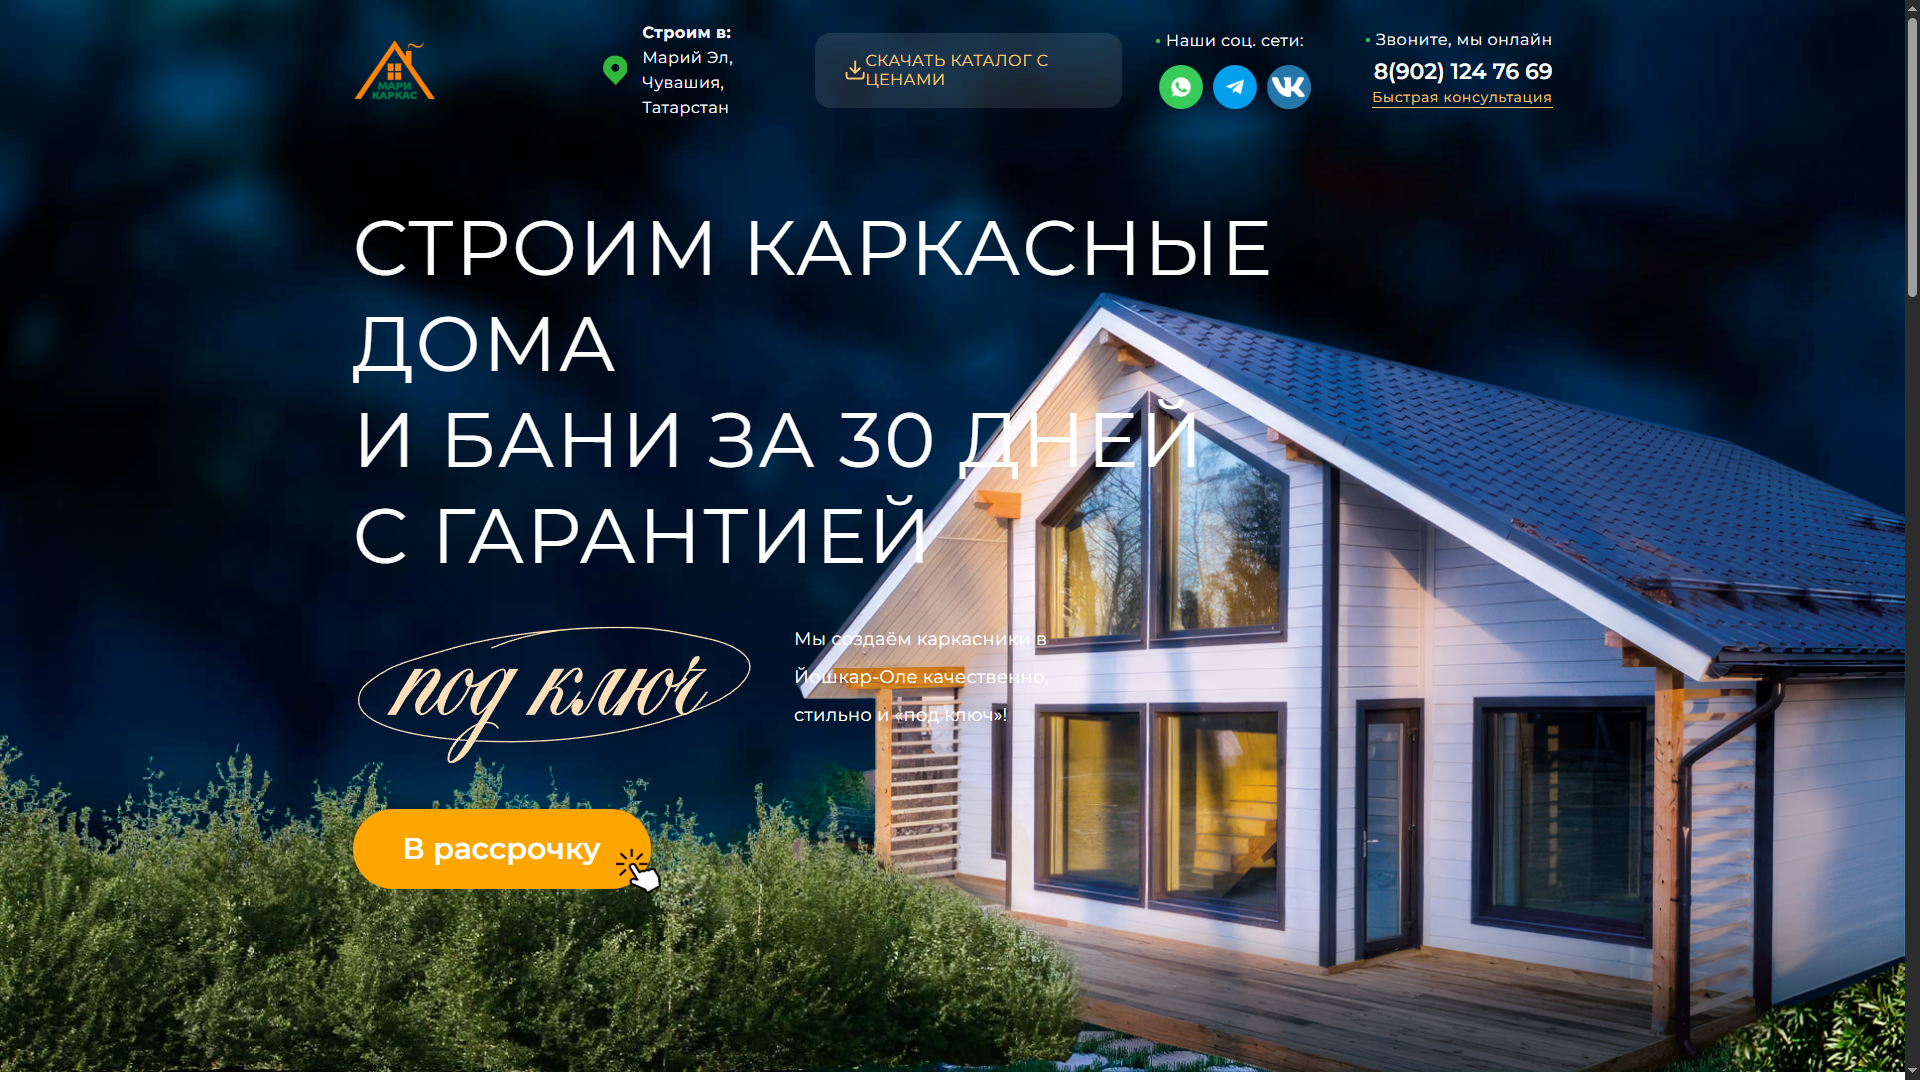 МАРИ
КАРКАС
Строим в:
Марий Эл,
Чувашия,
Татарстан
СКАЧАТЬ КАТАЛОГ С
ЦЕНАМИ
Наши соц. сети:
Звоните, мы онлайн
8(902) 124 76 69
Быстрая консультация
СТРОИМ КАРКАСНЫЕ
ДОМА
И БАНИ ЗА 30 ДНЕЙ
С ГАРАНТИЕЙ
под ключ
Мы создаём каркасники в
Йошкар-Оле качественно,
стильно и «под ключ»!
В рассрочку